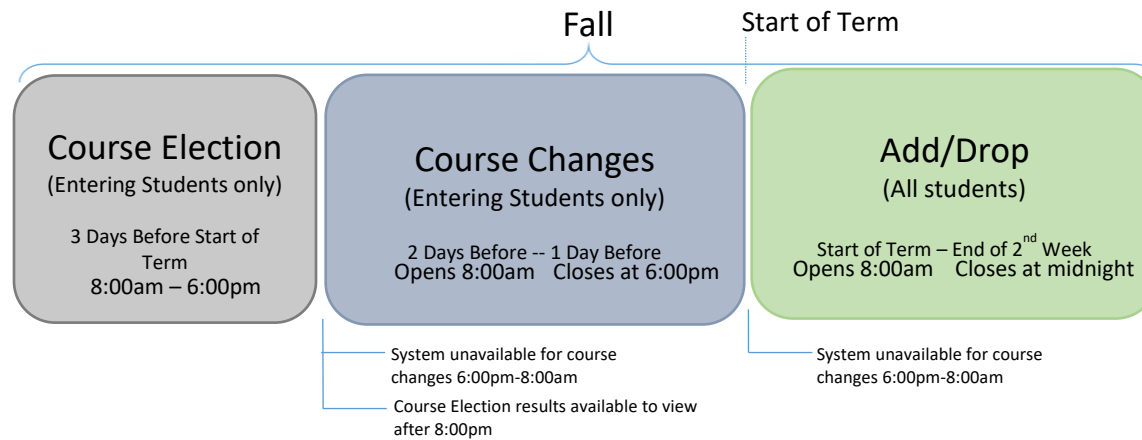 Fall
Start of Term
Course Election
(Entering Students only)
3 Days Before Start of
Term
8:00am – 6:00pm
Course Changes
(Entering Students only)
2 Days Before -- 1 Day Before
Opens 8:00am Closes at 6:00pm
Add/Drop
(All students)
Start of Term – End of 2nd Week
Opens 8:00am Closes at midnight
System unavailable for course
changes 6:00pm-8:00am
Course Election results available to view
after 8:00pm
System unavailable for course
changes 6:00pm-8:00am